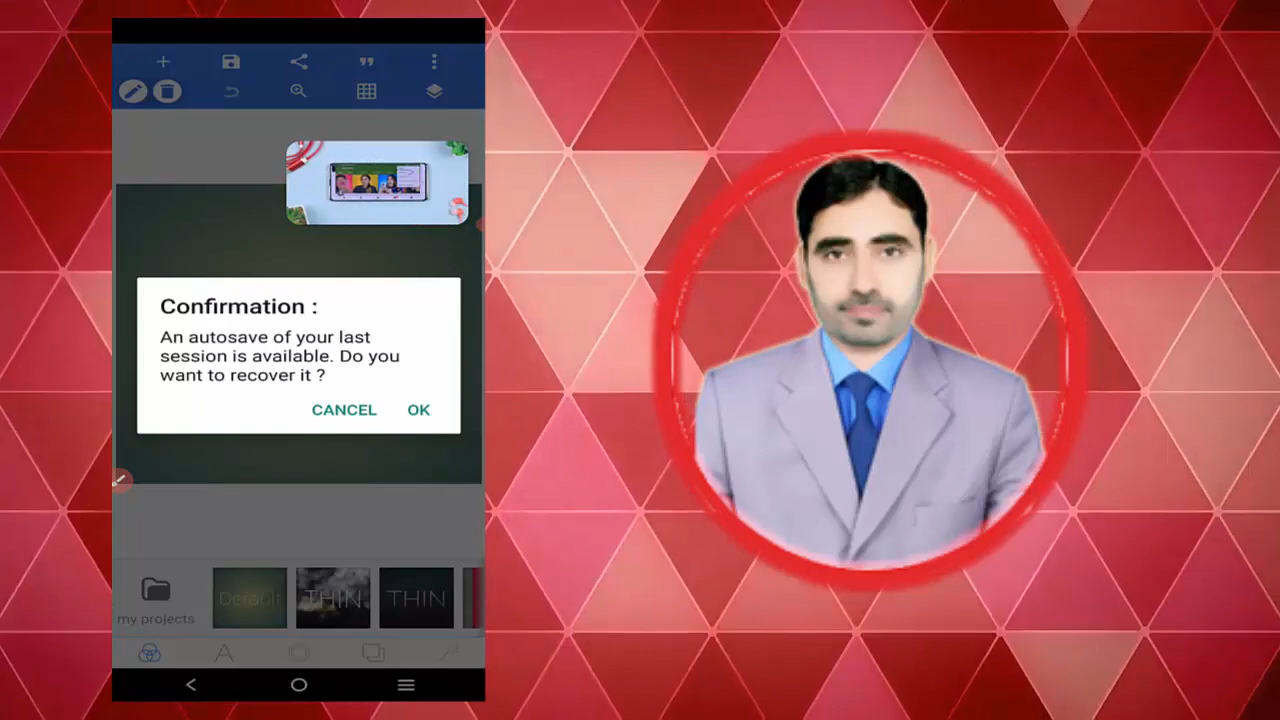 Confirmation :
An autosave of your last
session is available. Do you
want to recover it ?
CANCEL OK
my projects
Default
THIN
THIN